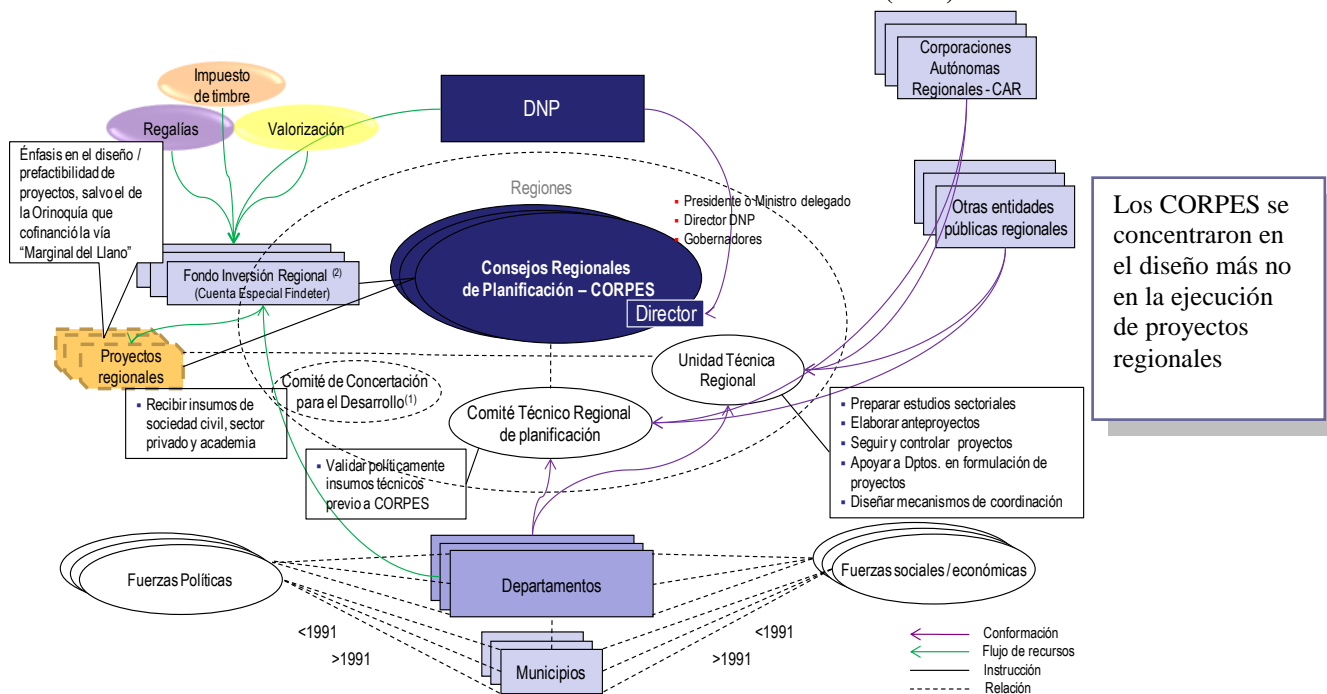 Impuesto
de timbre
Regalías
Valorización
DNP
Corporaciones
Autónomas
Regionales - CAR
Énfasis en el diseño /
prefactibilidad de
proyectos, salvo el de
la Orinoquía que
cofinanció la vía
“Marginal del Llano”
Regiones
Presidente o Ministro delegado
Director DNP
Gobernadores
Otras entidades
públicas regionales
Los CORPES se
concentraron en
el diseño más no
en la ejecución
de proyectos
regionales
Fondo Inversión Regional (2)
(Cuenta Especial Findeter)
Consejos Regionales
de Planificación – CORPES
Director
Proyectos
regionales
Unidad Técnica
Regional
Comité de Concertación
para el Desarrollo(1)
Recibir insumos de
sociedad civil, sector
privado y academia
Comité Técnico Regional
de planificación
Preparar estudios sectoriales
Elaborar anteproyectos
Seguir y controlar proyectos
Apoyar a Dptos. en formulación de
proyectos
Diseñar mecanismos de coordinación
Validar políticamente
insumos técnicos
previo a CORPES
Fuerzas Políticas
Departamentos
Fuerzas sociales / económicas
<1991
>1991
<1991
>1991
Municipios
Conformación
Flujo de recursos
Instrucción
Relación